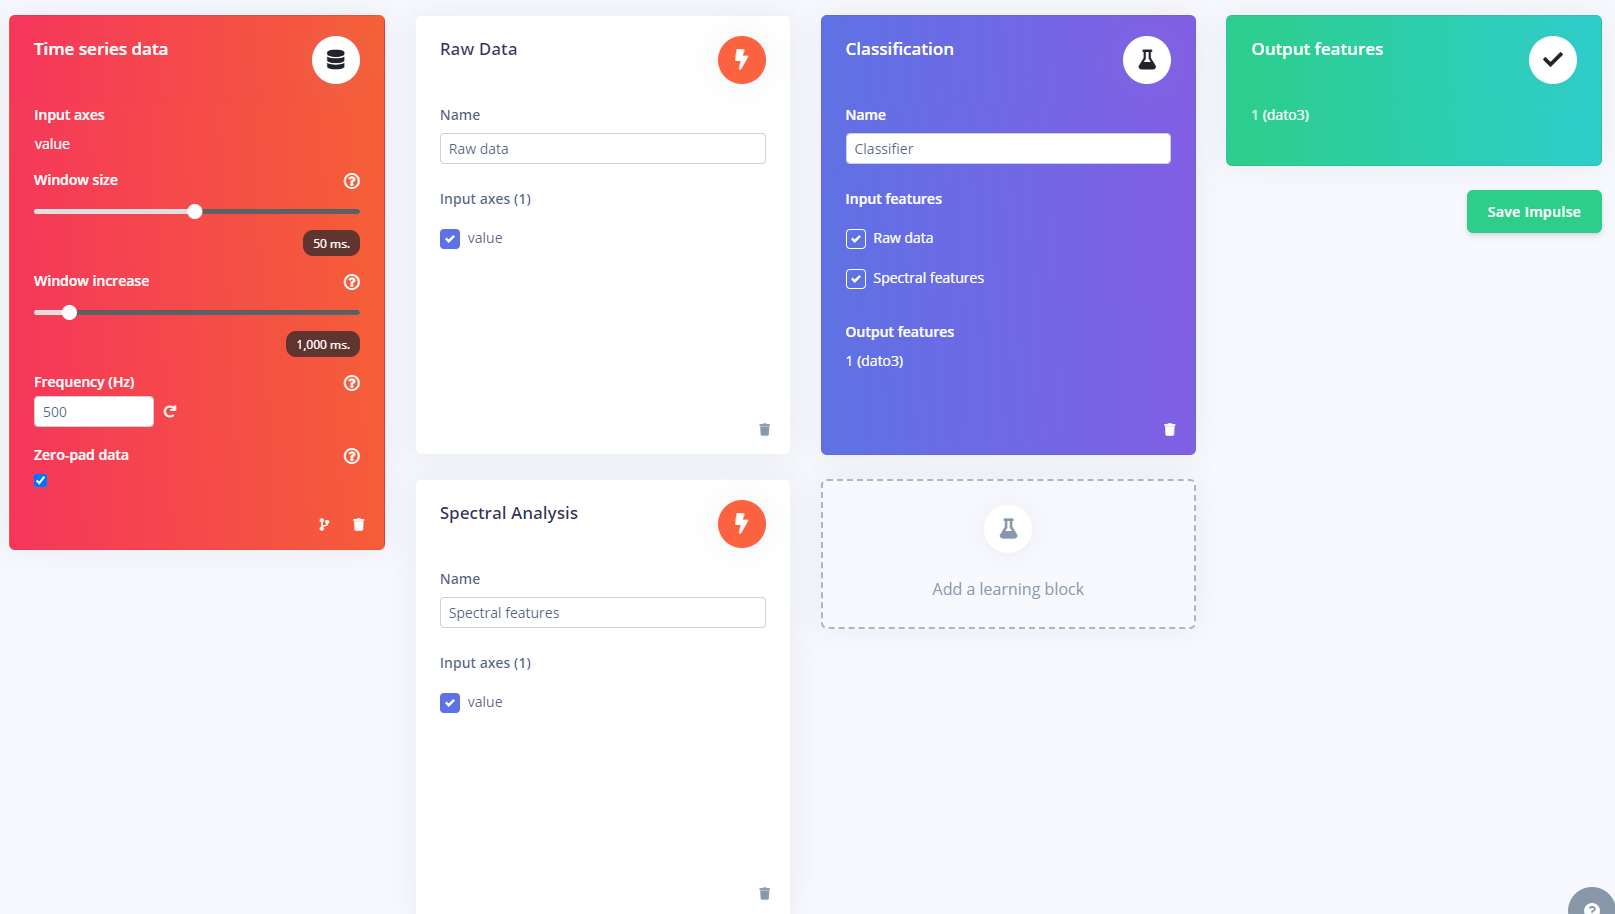 Time series data
Input axes
value
Window size
50 ms.
Window increase
1,000 ms.
Frequency (Hz)
500
Zero-pad data
Raw Data
Name
Raw data
Input axes (1)
value
Spectral Analysis
Name
Spectral features
Input axes (1)
value
Classification
Name
Classifier
Input features
Raw data
Spectral features
Output features
1 (dato3)
Add a learning block
Output features
1 (dato3)
Save Impulse